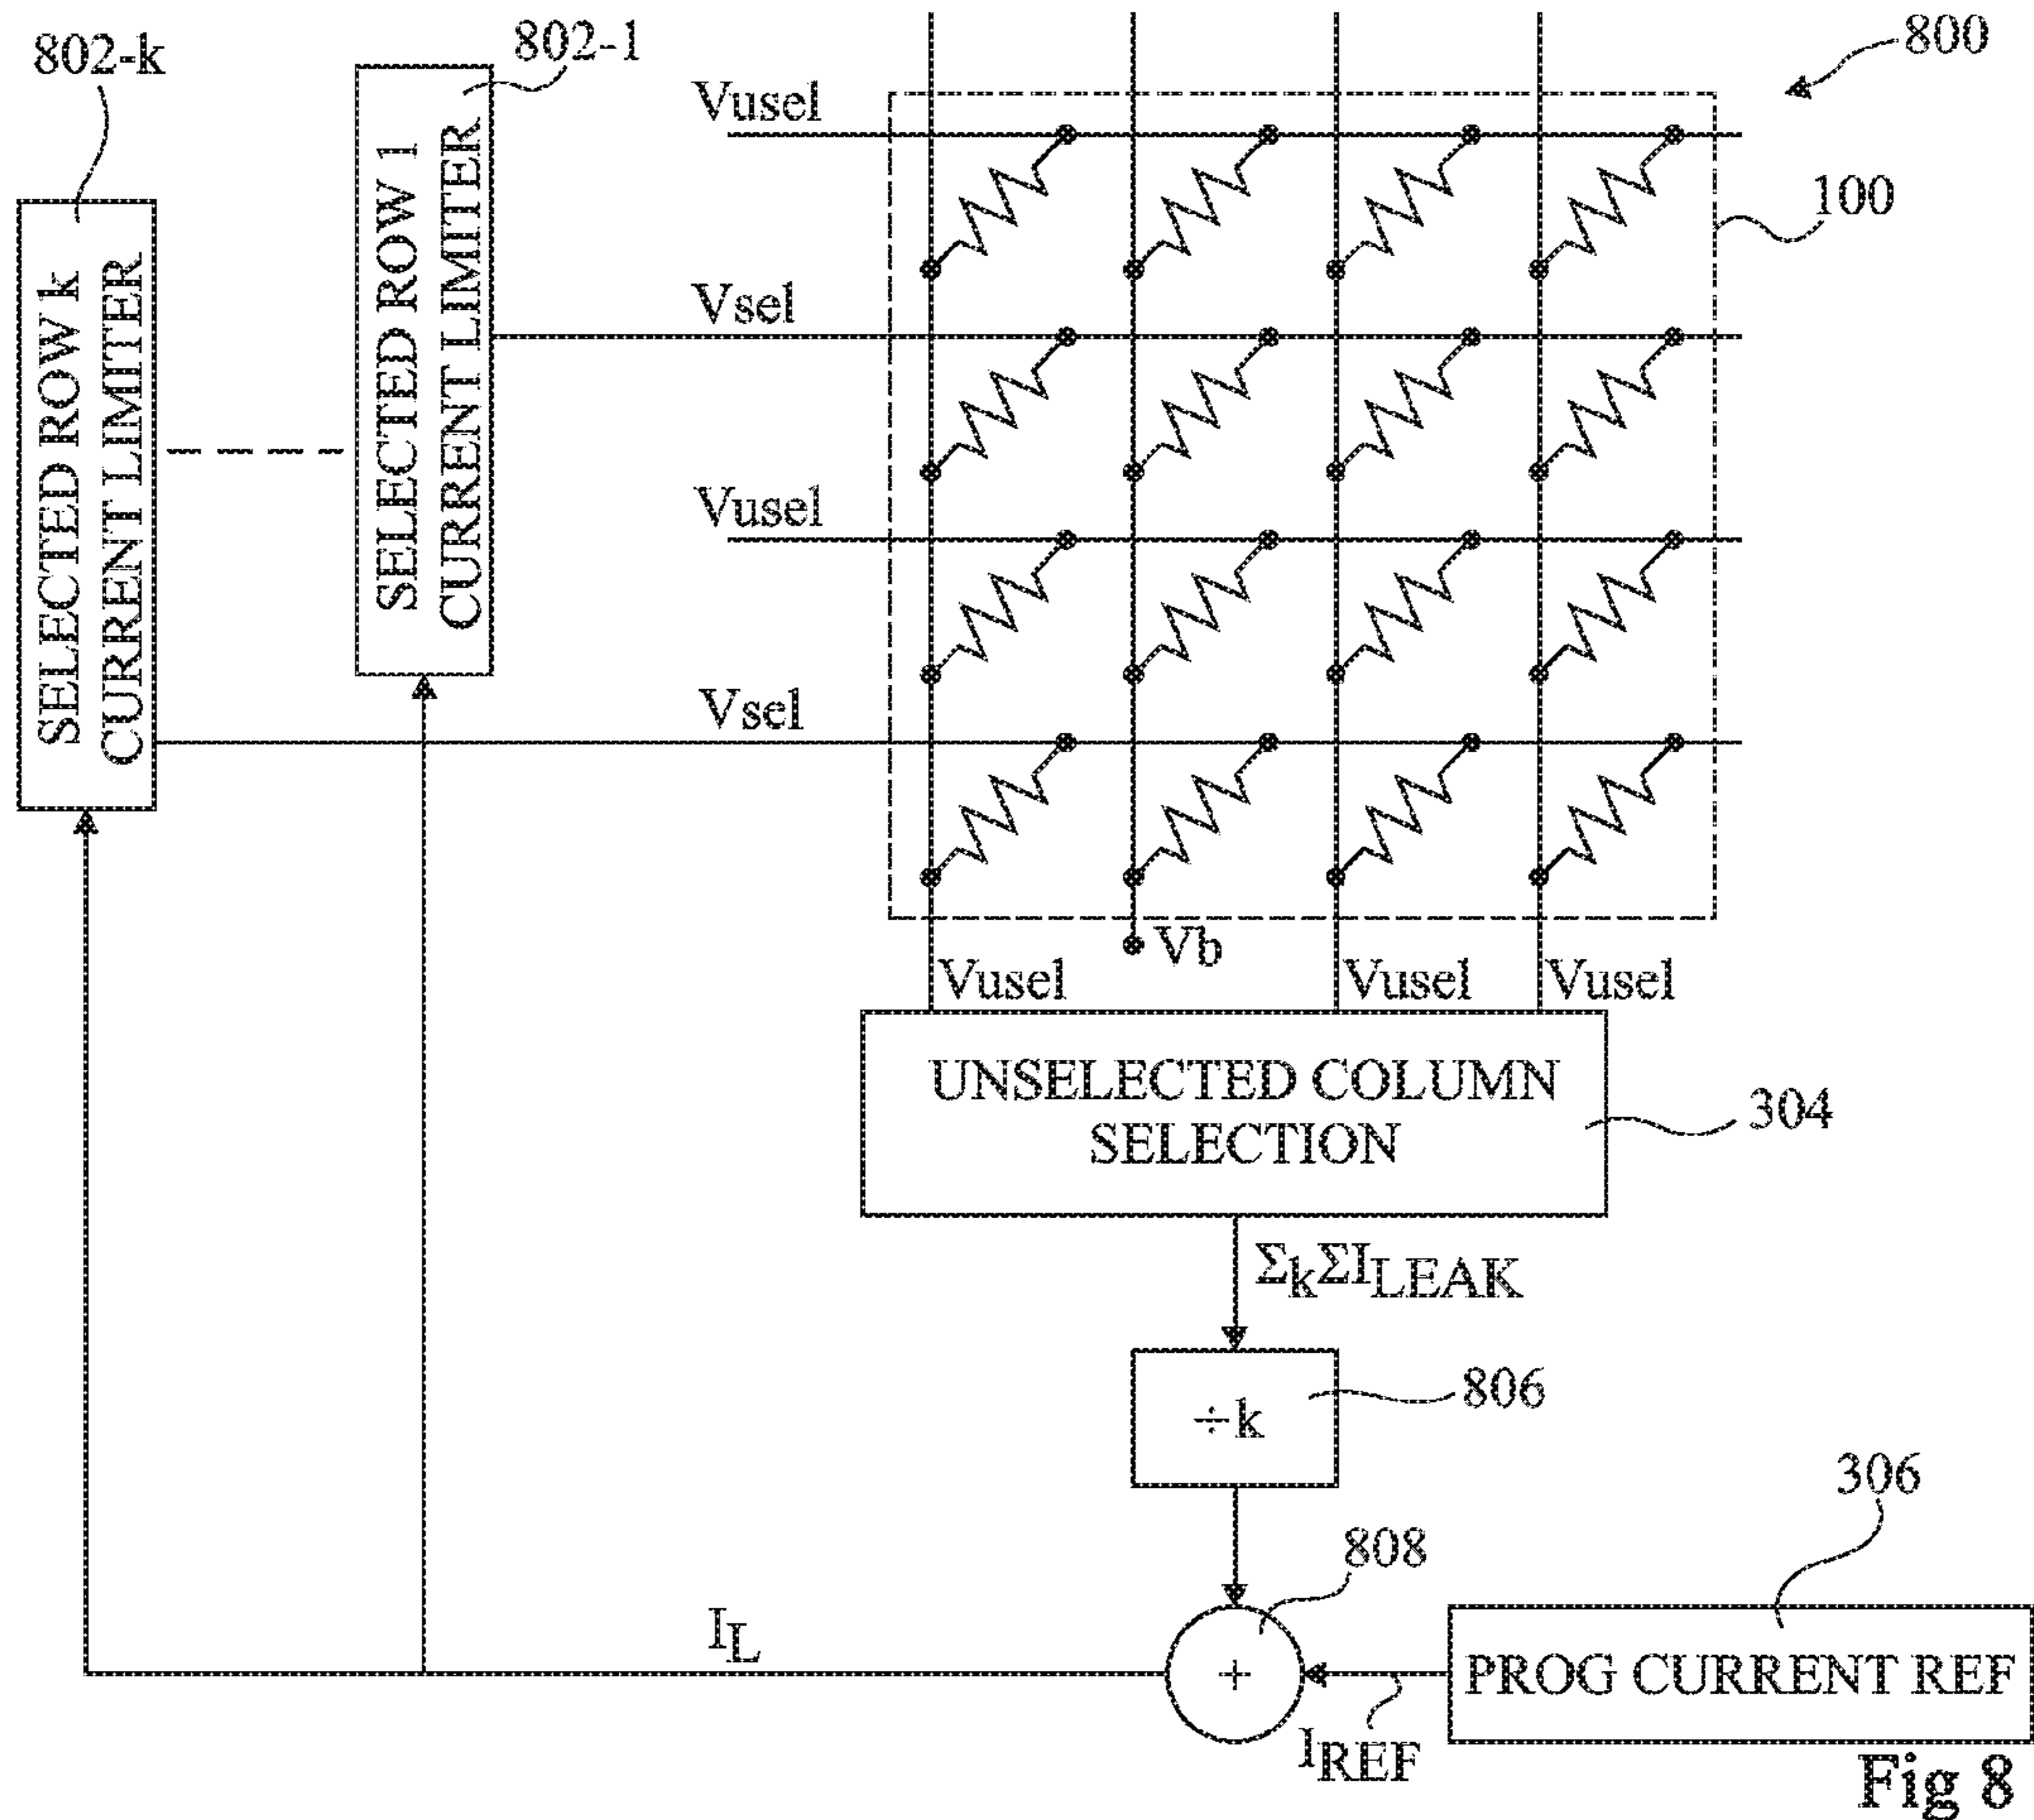 802-k
802-1
800
Vusel
SELECTED ROW 1
CURRENT LIMITER
SELECTED ROW k
CURRENT LIMITER
100
Vsel
Vusel
Vsel
Vb
Vusel
Vusel
Vusel
UNSELECTED COLUMN
SELECTION
304
ΣkΣILEAK
÷k
806
306
808
IL
+
PROG CURRENT REF
IREF
Fig 8